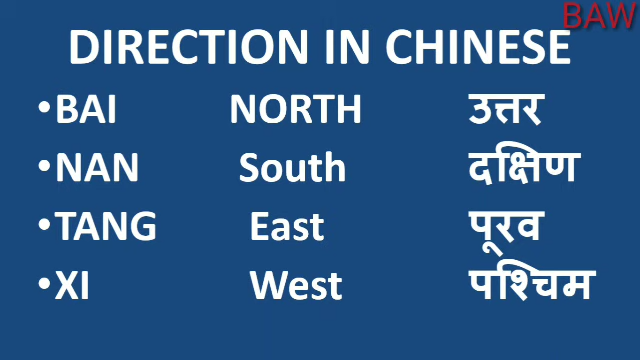 BAW
DIRECTION IN CHINESE
•BAI NORTH उत्तर
•NAN South दक्षिण
•TANG East पूरव
•XI West पश्चिम